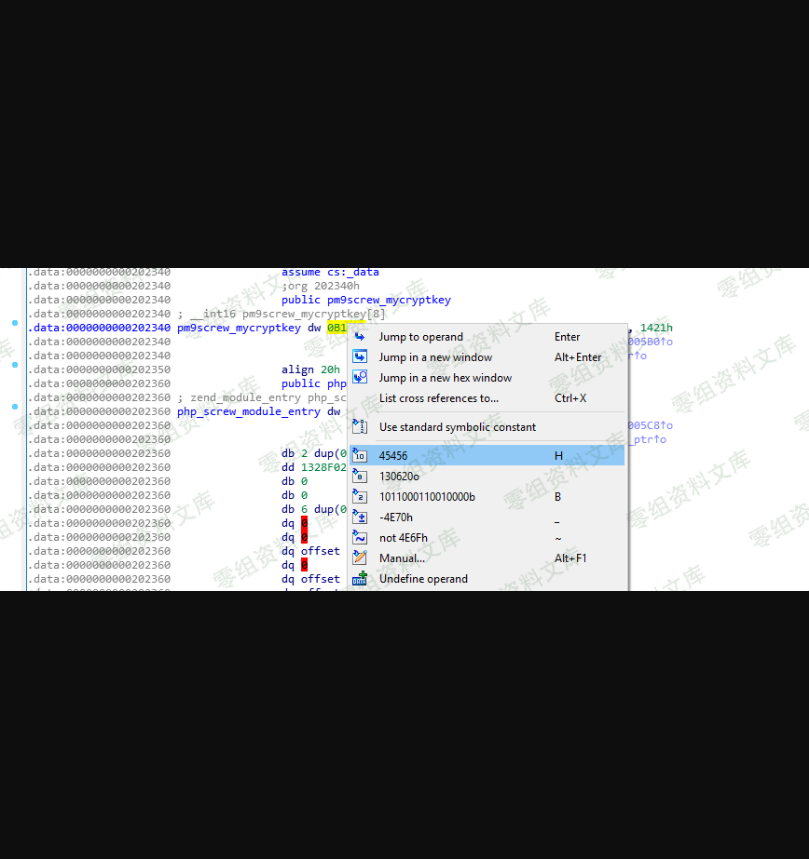 .data:0000000000202340 assume cs:_data
.data:0000000000202340 ;org 202340h
.data:0000000000202340 public pm9screw_mycryptkey
.data:0000000000202340 ; __int16 pm9screw_mycryptkey[8]
.data:0000000000202340 pm9screw_mycryptkey dw 0B1 , 1421h
.data:0000000000202340 005B0↑o
.data:0000000000202340 r↑o
.data:0000000000202350 align 20h
.data:0000000000202360 public php
.data:0000000000202360 ; zend_module_entry php_sc
.data:0000000000202360 php_screw_module_entry dw
.data:0000000000202360 005C8↑o
.data:0000000000202360 _ptr↑o
.data:0000000000202360 db 2 dup(0
.data:0000000000202360 dd 1328F02
.data:0000000000202360 db 0
.data:0000000000202360 db 0
.data:0000000000202360 db 6 dup(0
.data:0000000000202360 dq 0
.data:0000000000202360 dq 0
.data:0000000000202360 dq offset
.data:0000000000202360 dq 0
.data:0000000000202360 dq offset
Jump to operand Enter
Jump in a new window Alt+Enter
Jump in a new hex window
List cross references to... Ctrl+X
Use standard symbolic constant
45456 H
130620o
1011000110010000b B
-4E70h _
not 4E6Fh ~
Manual... Alt+F1
Undefine operand
零组资料文库